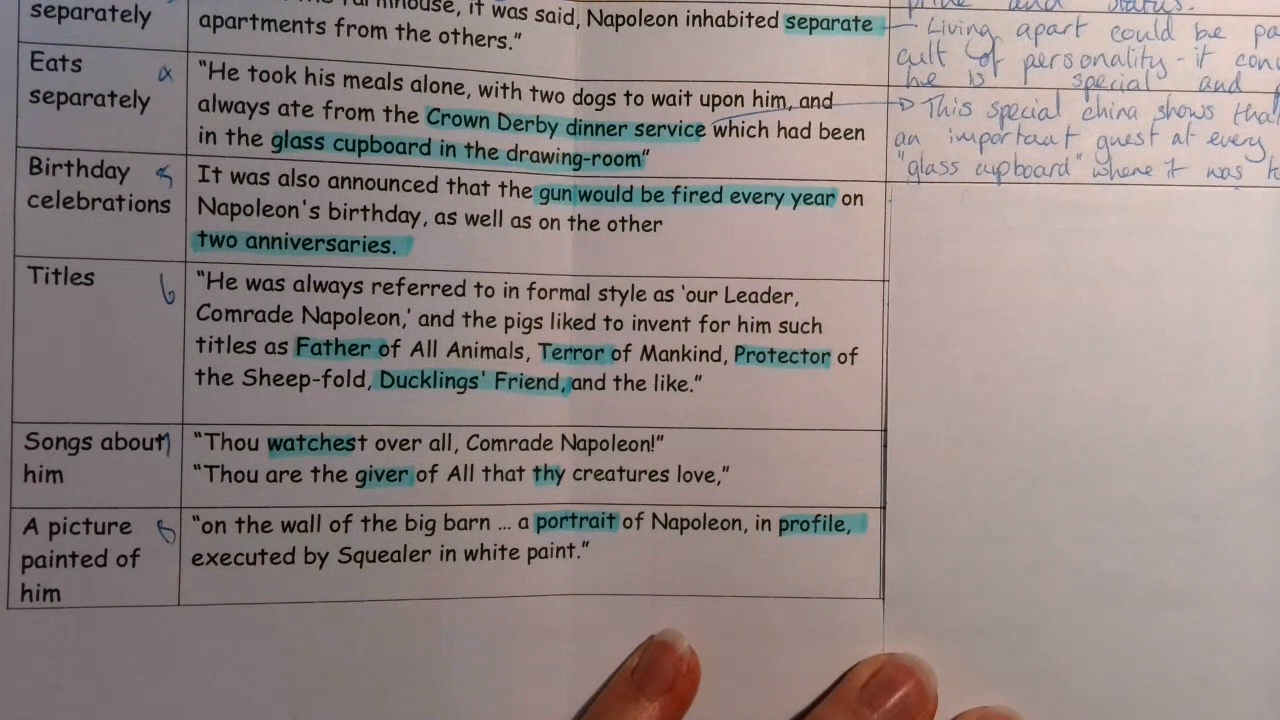 separately
house, it was said, Napoleon inhabited separate
apartments from the others."
Eats
separately
"He took his meals alone, with two dogs to wait upon him, and
always ate from the Crown Derby dinner service which had been
in the glass cupboard in the drawing-room"
Birthday
celebrations
It was also announced that the gun would be fired every year on
Napoleon's birthday, as well as on the other
two anniversaries.
Titles
"He was always referred to in formal style as 'our Leader,
Comrade Napoleon,' and the pigs liked to invent for him such
titles as Father of All Animals, Terror of Mankind, Protector of
the Sheep-fold, Ducklings' Friend, and the like."
Songs about
him
"Thou watchest over all, Comrade Napoleon!"
"Thou are the giver of All that thy creatures love,"
A picture
painted of
him
"on the wall of the big barn … a portrait of Napoleon, in profile,
executed by Squealer in white paint."
and status.
Living apart could be
cult of personality - it
he is special and
This special china shows
an important guest at every
"glass cupboard" where it was